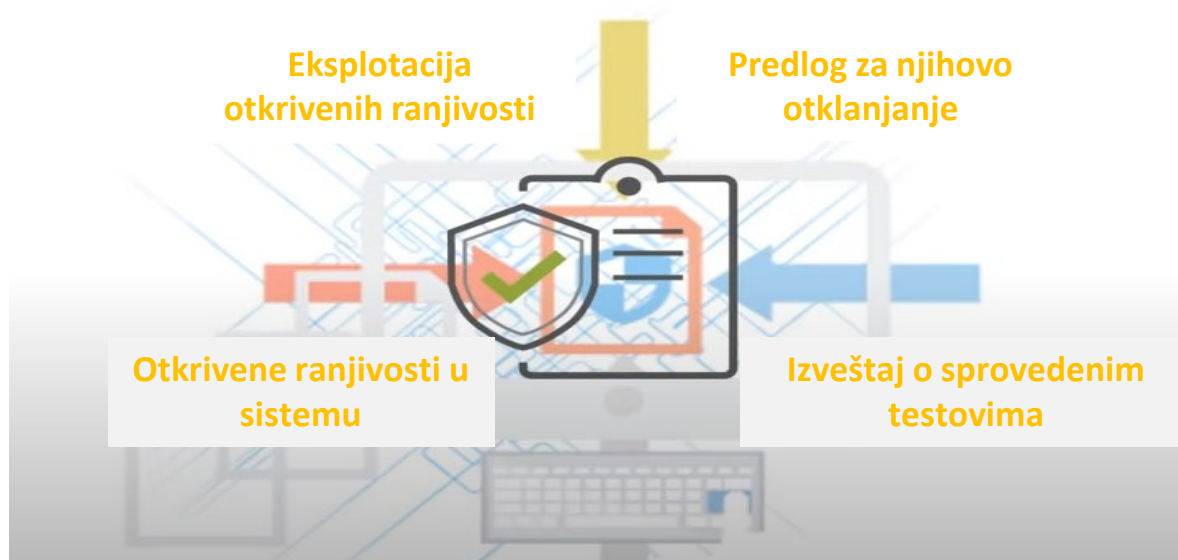 Eksplotacija
otkrivenih ranjivosti
Predlog za njihovo
otklanjanje
Otkrivene ranjivosti u
sistemu
Izveštaj o sprovedenim
testovima